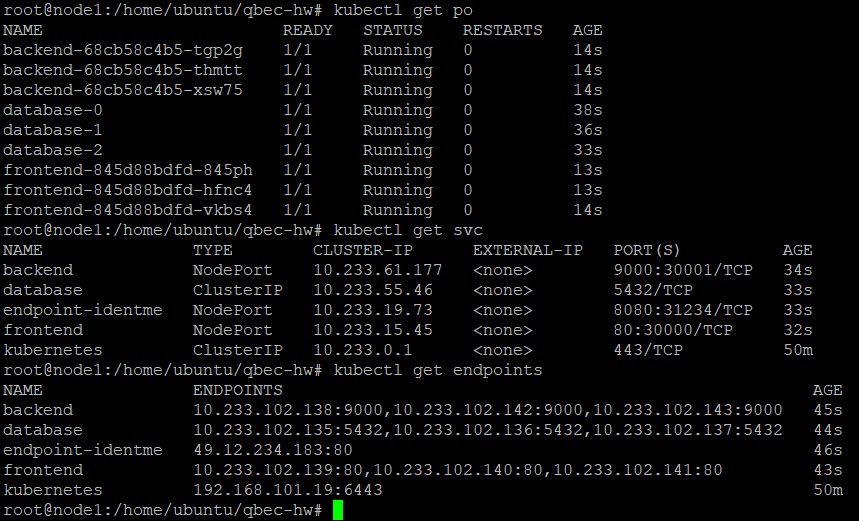 root@node1:/home/ubuntu/qbec-hw# kubectl get po
NAME                        READY   STATUS    RESTARTS   AGE
backend-68cb58c4b5-tgp2g    1/1     Running   0          14s
backend-68cb58c4b5-thmtt    1/1     Running   0          14s
backend-68cb58c4b5-xsw75    1/1     Running   0          14s
database-0                  1/1     Running   0          38s
database-1                  1/1     Running   0          36s
database-2                  1/1     Running   0          33s
frontend-845d88bdfd-845ph   1/1     Running   0          13s
frontend-845d88bdfd-hfnc4   1/1     Running   0          13s
frontend-845d88bdfd-vkbs4   1/1     Running   0          14s
root@node1:/home/ubuntu/qbec-hw# kubectl get svc
NAME               TYPE        CLUSTER-IP      EXTERNAL-IP   PORT(S)          AGE
backend            NodePort    10.233.61.177   <none>        9000:30001/TCP   34s
database           ClusterIP   10.233.55.46    <none>        5432/TCP         33s
endpoint-identme   NodePort    10.233.19.73    <none>        8080:31234/TCP   33s
frontend           NodePort    10.233.15.45    <none>        80:30000/TCP     32s
kubernetes         ClusterIP   10.233.0.1      <none>        443/TCP          50m
root@node1:/home/ubuntu/qbec-hw# kubectl get endpoints
NAME               ENDPOINTS                                                     AGE
backend            10.233.102.138:9000,10.233.102.142:9000,10.233.102.143:9000   45s
database           10.233.102.135:5432,10.233.102.136:5432,10.233.102.137:5432   44s
endpoint-identme   49.12.234.183:80                                              46s
frontend           10.233.102.139:80,10.233.102.140:80,10.233.102.141:80         43s
kubernetes         192.168.101.19:6443                                           50m
root@node1:/home/ubuntu/qbec-hw#